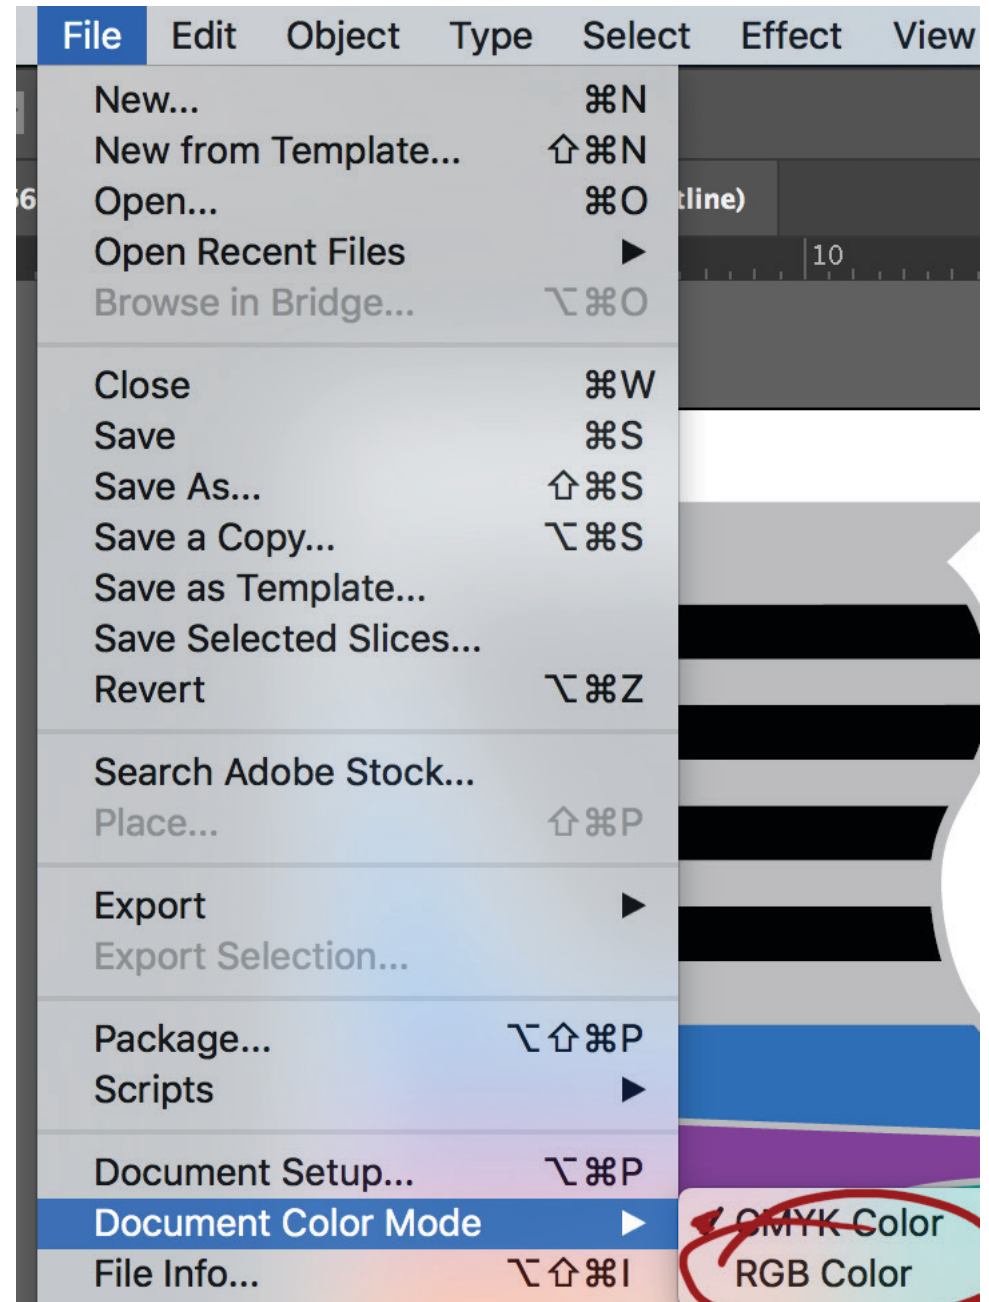 File Edit Object Type Select Effect View
New... ⌘N
New from Template... ⇧⌘N
Open... ⌘O
tline)
Open Recent Files ▶
10
Browse in Bridge... ⌥⌘O
Close ⌘W
Save ⌘S
Save As... ⇧⌘S
Save a Copy... ⌥⌘S
Save as Template...
Save Selected Slices...
Revert ⌥⌘Z
Search Adobe Stock...
Place... ⇧⌘P
Export ▶
Export Selection...
Package... ⌥⇧⌘P
Scripts ▶
Document Setup... ⌥⌘P
Document Color Mode ▶ ✓ CMYK Color
File Info... ⌥⇧⌘I RGB Color